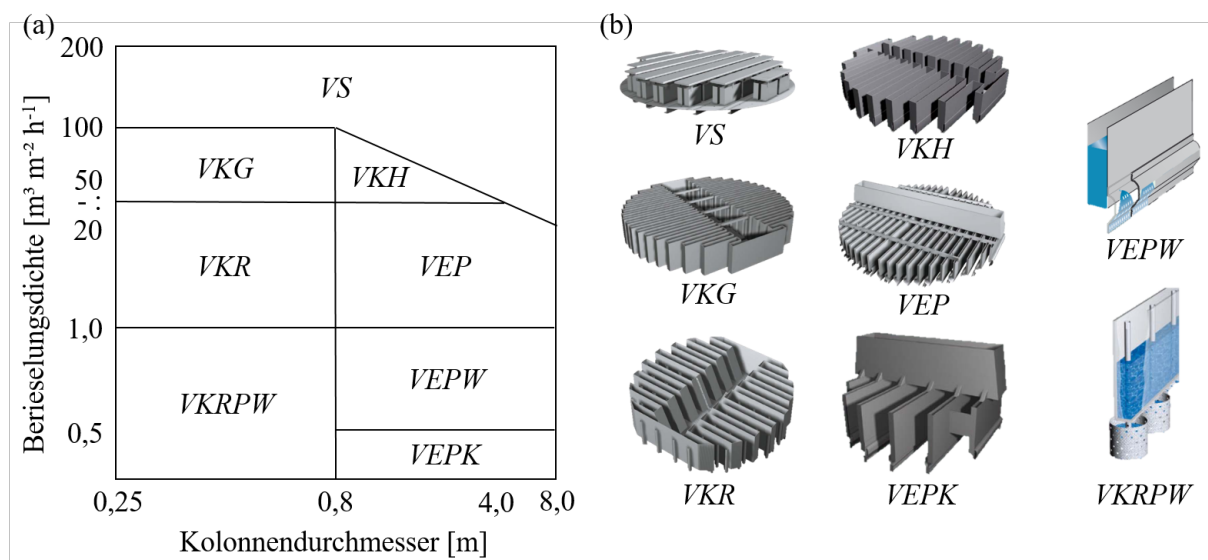 (a)
200
100
50
- :
20
1,0
0,5
Berieselungsdichte [m³ m⁻² h⁻¹]
VS
VKG
VKH
VKR
VEP
VKRPW
VEPW
VEPK
0,25
0,8
4,0
8,0
Kolonnendurchmesser [m]
(b)
VS
VKH
VKG
VEP
VEPW
VKR
VEPK
VKRPW